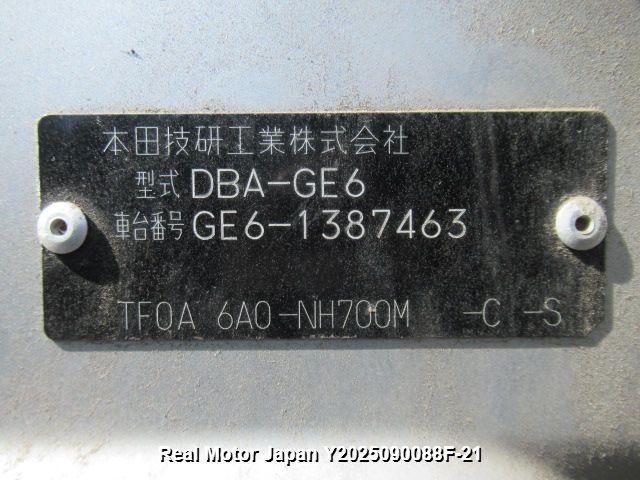 本田技研工業株式会社
型式 DBA-GE6
車台番号 GE6-1387463
TF0A 6A0-NH700M -C -S
Real Motor Japan Y2025090088F-21